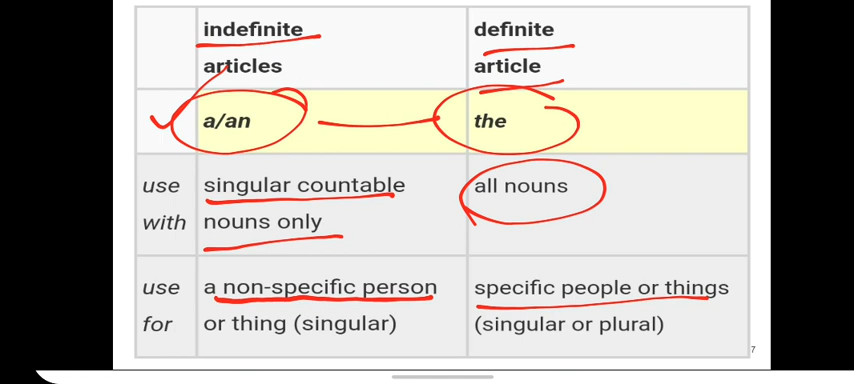 indefinite definite
articles article
a/an the
use singular countable all nouns
with nouns only
use a non-specific person specific people or things
for or thing (singular) (singular or plural)
7